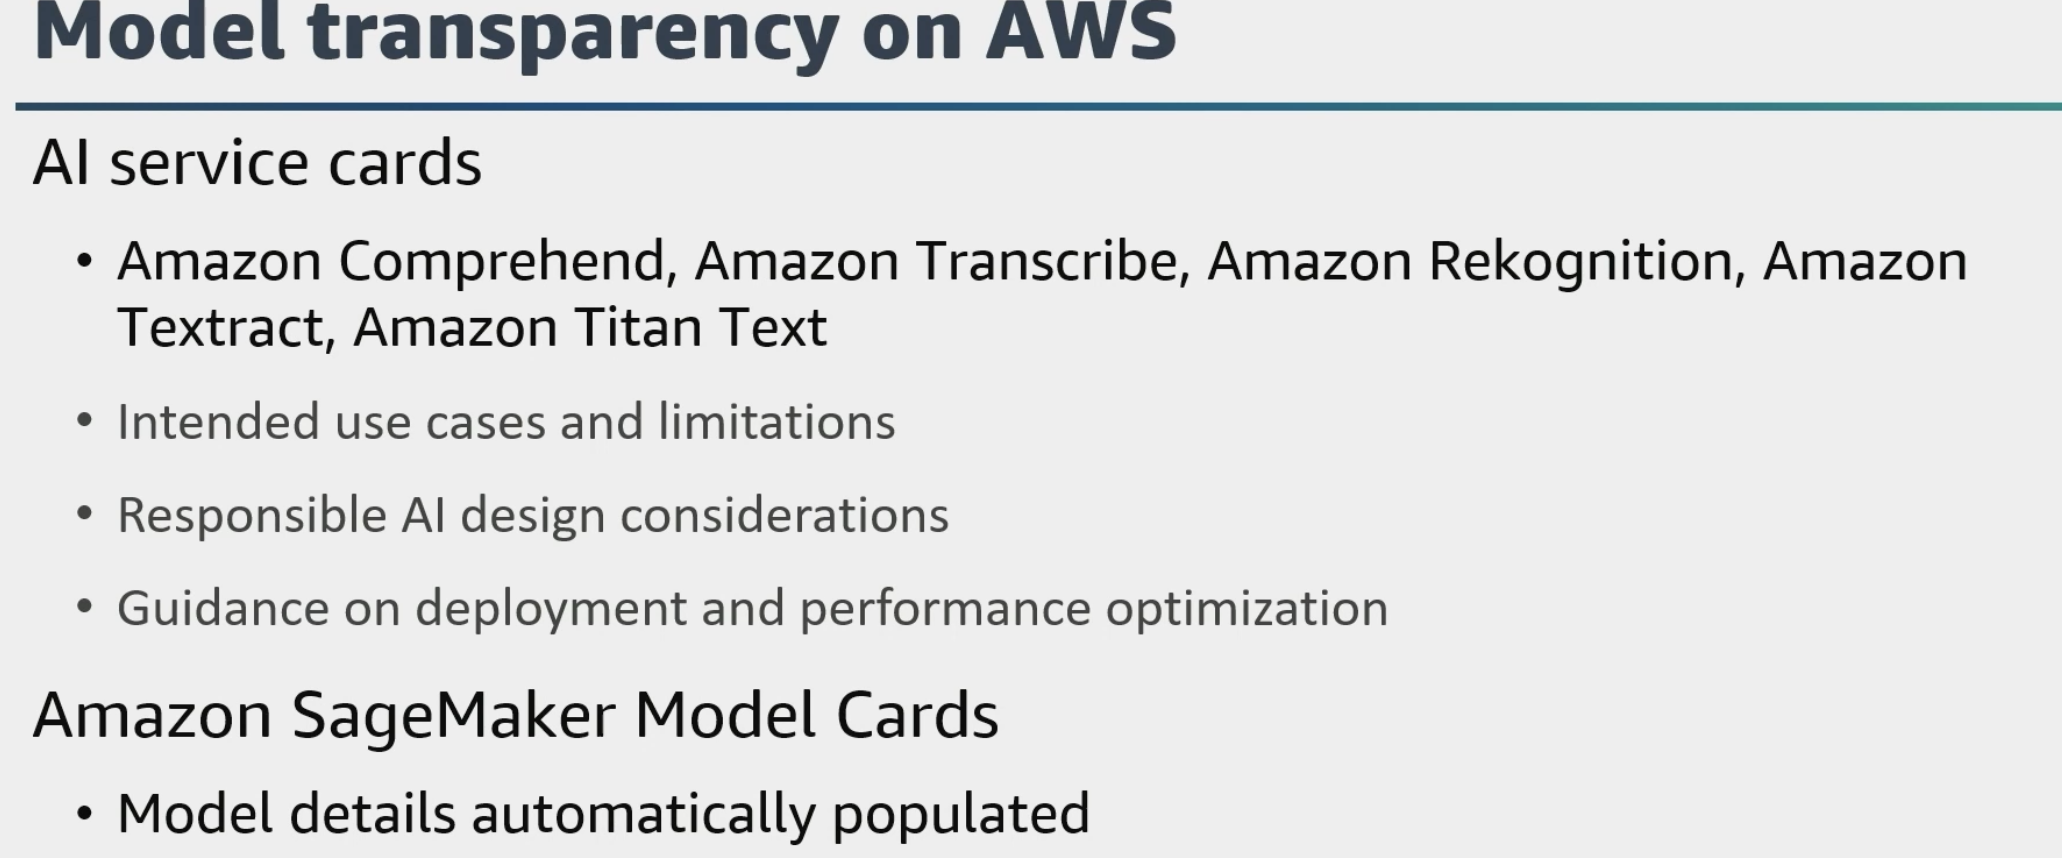 Model transparency on AWS
AI service cards
• Amazon Comprehend, Amazon Transcribe, Amazon Rekognition, Amazon
Textract, Amazon Titan Text
• Intended use cases and limitations
• Responsible AI design considerations
• Guidance on deployment and performance optimization
Amazon SageMaker Model Cards
• Model details automatically populated